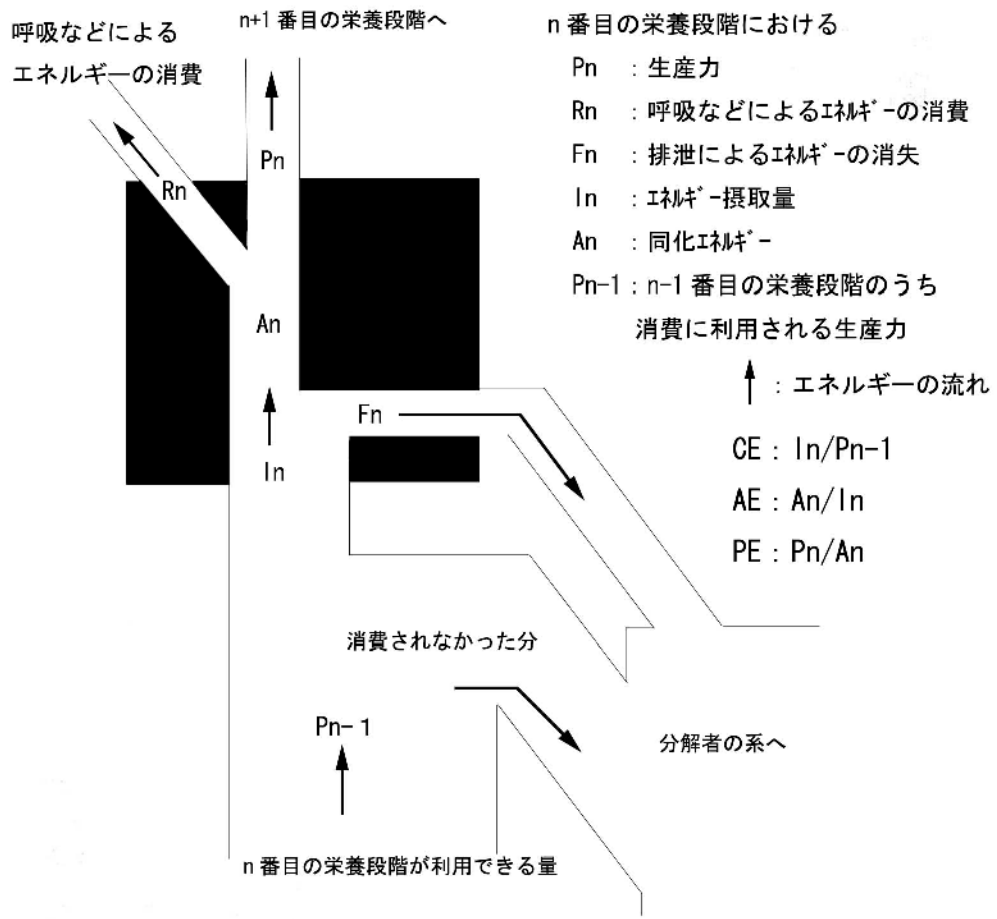 呼吸などによる
エネルギーの消費
n+1 番目の栄養段階へ
Pn
Rn
An
In
Fn
消費されなかった分
Pn-1
分解者の系へ
n 番目の栄養段階が利用できる量
n 番目の栄養段階における
Pn ：生産力
Rn ：呼吸などによるｴﾈﾙｷﾞｰの消費
Fn ：排泄によるｴﾈﾙｷﾞｰの消失
In ：ｴﾈﾙｷﾞｰ摂取量
An ：同化ｴﾈﾙｷﾞｰ
Pn-1：n-1 番目の栄養段階のうち
消費に利用される生産力
：エネルギーの流れ
CE：In/Pn-1
AE：An/In
PE：Pn/An